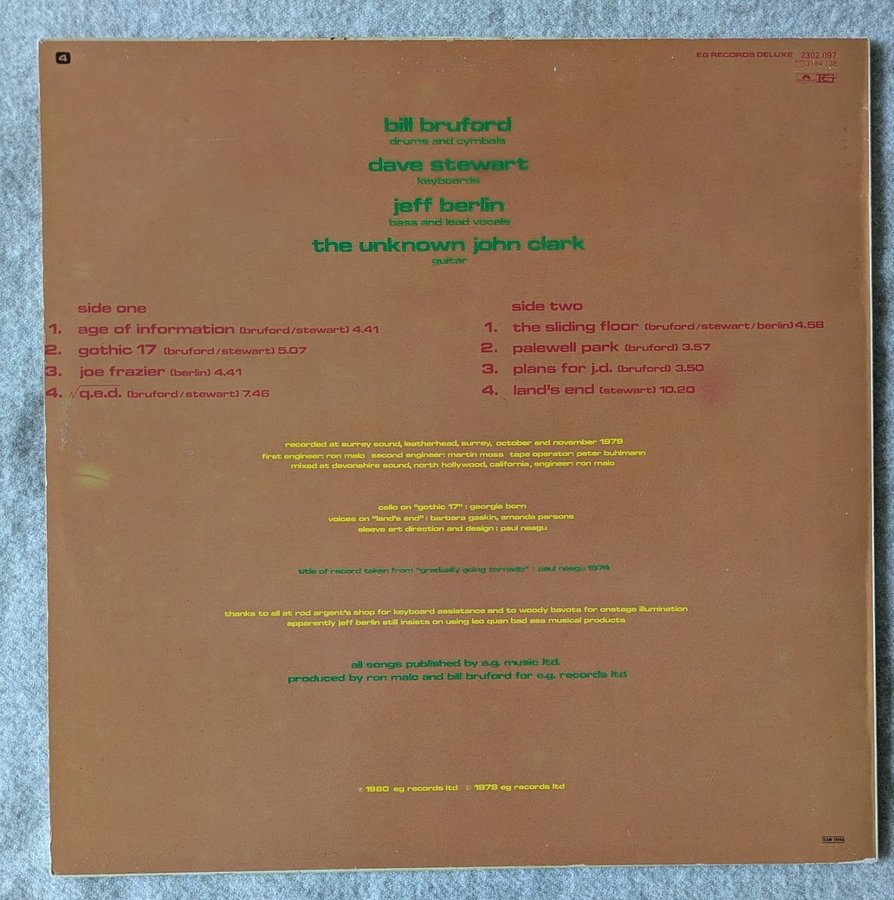 4
EG RECORDS DELUXE 2302 097
3184 138
bill bruford
drums and cymbals
dave stewart
keyboards
jeff berlin
bass and lead vocals
the unknown john clark
guitar
side one
1. age of information (bruford/stewart) 4.41
2. gothic 17 (bruford/stewart) 5.07
3. joe frazier (berlin) 4.41
4. √q.e.d. (bruford/stewart) 7.46
side two
1. the sliding floor (bruford/stewart/berlin) 4.58
2. palewell park (bruford) 3.57
3. plans for j.d. (bruford) 3.50
4. land's end (stewart) 10.20
recorded at surrey sound, leatherhead, surrey, october and november 1979
first engineer: ron malo second engineer: martin moss tape operator: peter buhlmann
mixed at devonshire sound, north hollywood, california, engineer: ron malo
cello on "gothic 17" : georgie born
voices on "land's end" : barbara gaskin, amanda parsons
sleeve art direction and design : paul neagu
title of record taken from "gradually going tornado" : paul neagu 1974
thanks to all at rod argent's shop for keyboard assistance and to woody bavota for onstage illumination
apparently jeff berlin still insists on using leo quan bad ass musical products
all songs published by e.g. music ltd.
produced by ron malo and bill bruford for e.g. records ltd
℗ 1980 eg records ltd © 1979 eg records ltd